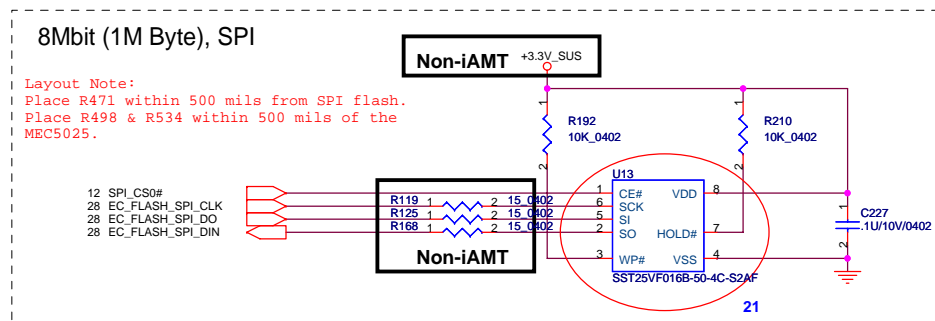 8Mbit (1M Byte), SPI
Non-iAMT
+3.3V_SUS
Layout Note:
Place R471 within 500 mils from SPI flash.
Place R498 & R534 within 500 mils of the
MEC5025.
1
1
R192
10K_0402
R210
10K_0402
2
2
U13
12 SPI_CS0#
1 CE# VDD 8
28 EC_FLASH_SPI_CLK
R119 1 2 15_0402
6 SCK
28 EC_FLASH_SPI_DO
R125 1 2 15_0402
5 SI
28 EC_FLASH_SPI_DIN
R168 1 2 15_0402
2 SO HOLD# 7
1
C227
.1U/10V/0402
2
Non-iAMT
3 WP# VSS 4
SST25VF016B-50-4C-S2AF
21